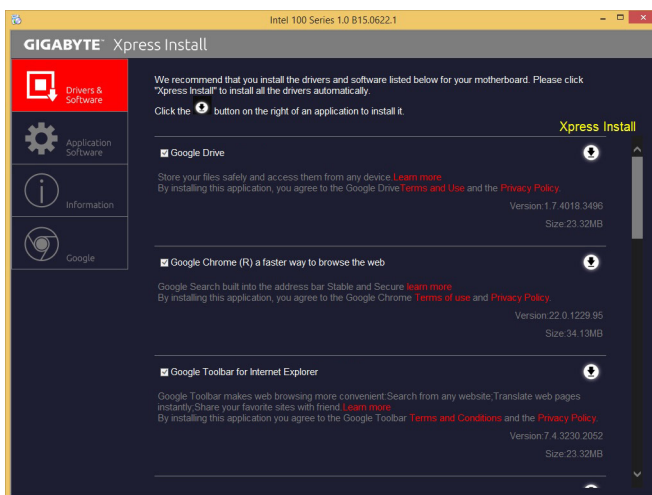 Intel 100 Series 1.0 B15.0622.1
GIGABYTE™ Xpress Install
Drivers &
Software
Application
Software
Information
Google
We recommend that you install the drivers and software listed below for your motherboard. Please click
"Xpress Install" to install all the drivers automatically.
Click the button on the right of an application to install it.
Xpress Install
Google Drive
Store your files safely and access them from any device Learn more
By installing this application, you agree to the Google DriveTerms and Use and the Privacy Policy.
Version:1.7.4018.3496
Size:23.32MB
Google Chrome (R) a faster way to browse the web
Google Search built into the address bar Stable and Secure learn more
By installing this application, you agree to the Google Chrome Terms of use and Privacy Policy.
Version:22.0.1229.95
Size:34.13MB
Google Toolbar for Internet Explorer
Google Toolbar makes web browsing more convenient:Search from any website;Translate web pages
instantly;Share your favorite sites with friend.Learn more
By installing this application you agree to the Google Toolbar Terms and Conditions and the Privacy Policy.
Version:7.4.3230.2052
Size:23.32MB